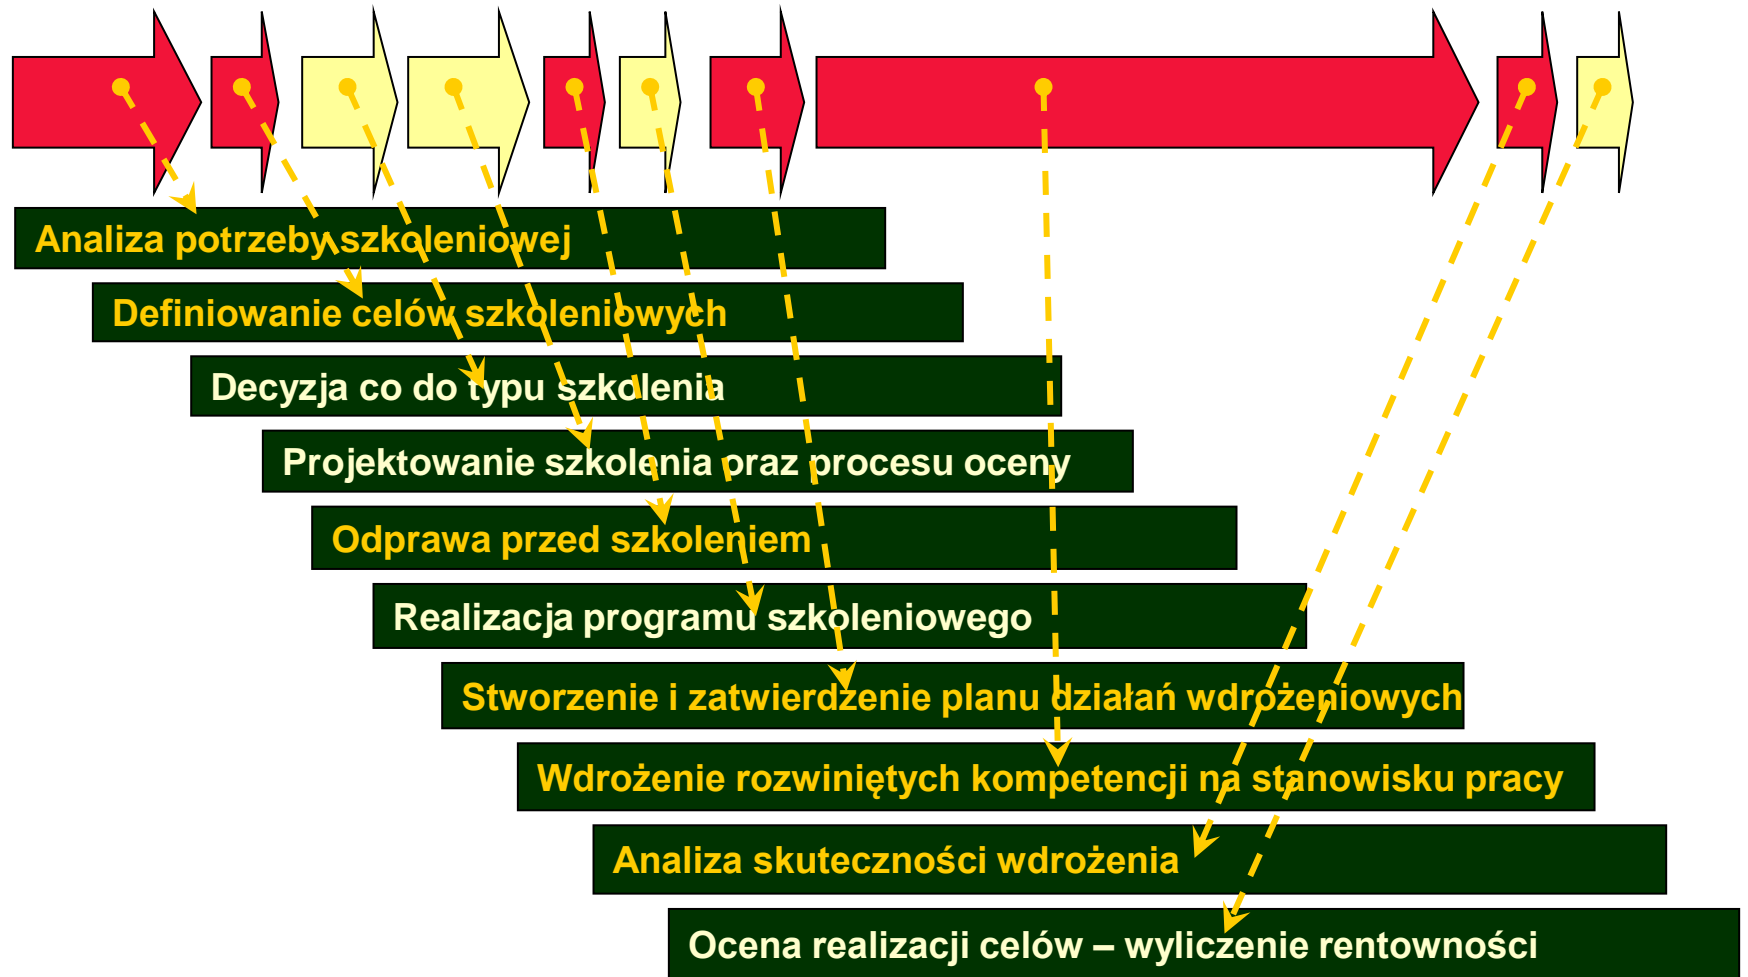 Analiza potrzeby szkoleniowej
Definiowanie celów szkoleniowych
Decyzja co do typu szkolenia
Projektowanie szkolenia oraz procesu oceny
Odprawa przed szkoleniem
Realizacja programu szkoleniowego
Stworzenie i zatwierdzenie planu działań wdrożeniowych
Wdrożenie rozwiniętych kompetencji na stanowisku pracy
Analiza skuteczności wdrożenia
Ocena realizacji celów – wyliczenie rentowności